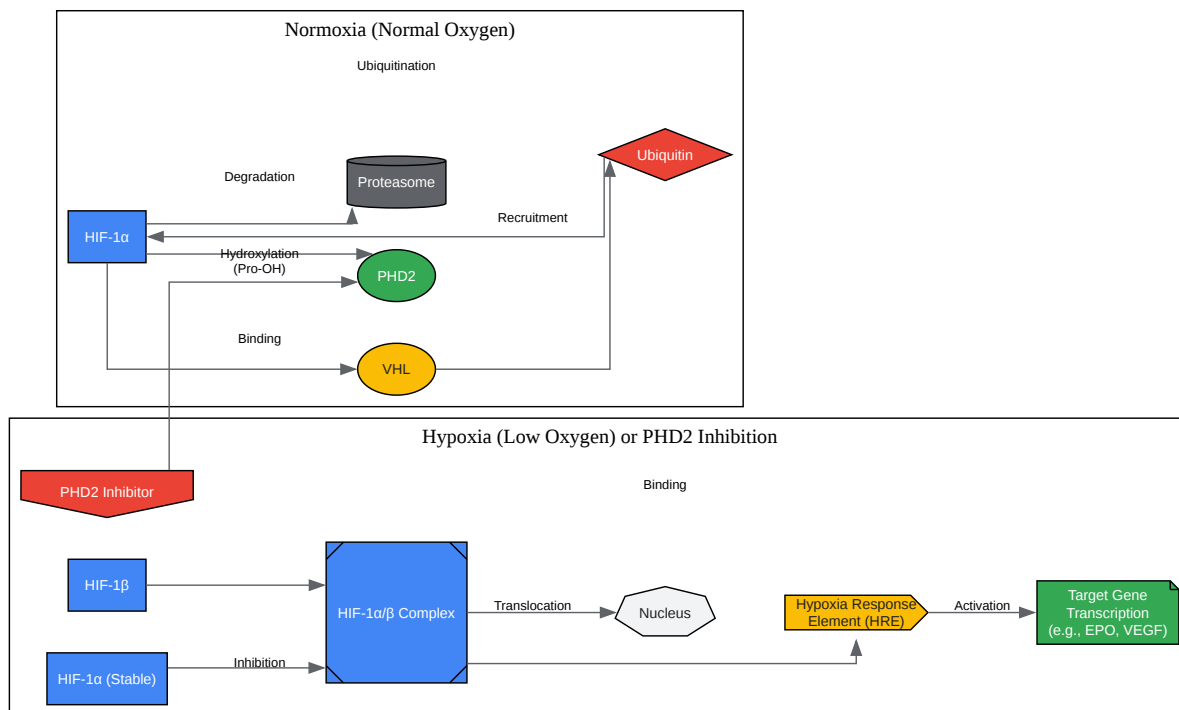 Normoxia (Normal Oxygen)
Ubiquitination
Ubiquitin
Degradation
Proteasome
Recruitment
HIF-1α
Hydroxylation
(Pro-OH)
PHD2
Binding
VHL
Hypoxia (Low Oxygen) or PHD2 Inhibition
PHD2 Inhibitor
Binding
HIF-1β
HIF-1α/β Complex
Translocation
Nucleus
Hypoxia Response
Element (HRE)
Activation
Target Gene
Transcription
(e.g., EPO, VEGF)
Inhibition
HIF-1α (Stable)